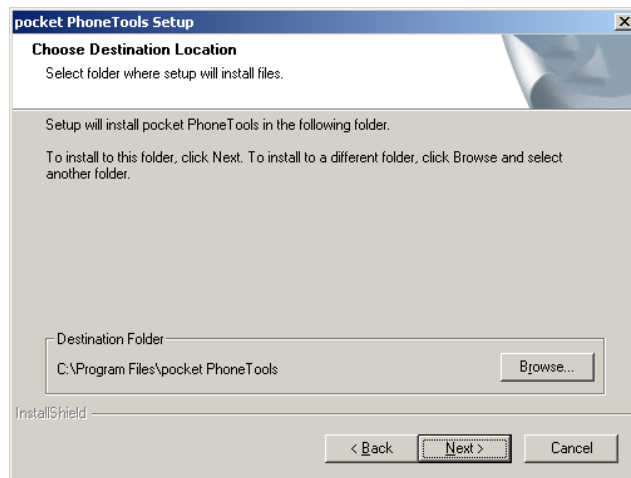 pocket PhoneTools Setup
Choose Destination Location
Select folder where setup will install files.
Setup will install pocket PhoneTools in the following folder.
To install to this folder, click Next. To install to a different folder, click Browse and select
another folder.
Destination Folder
C:\Program Files\pocket PhoneTools
Browse...
InstallShield
< Back
Next >
Cancel